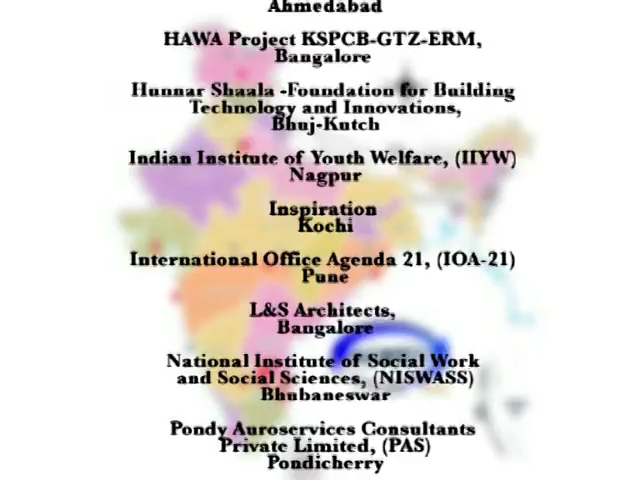 Ahmedabad
HAWA Project KSPCB-GTZ-ERM,
Bangalore
Hunnar Shaala -Foundation for Building
Technology and Innovations,
Bhuj-Kutch
Indian Institute of Youth Welfare, (IIYW)
Nagpur
Inspiration
Kochi
International Office Agenda 21, (IOA-21)
Pune
L&S Architects,
Bangalore
National Institute of Social Work
and Social Sciences, (NISWASS)
Bhubaneswar
Pondy Auroservices Consultants
Private Limited, (PAS)
Pondicherry